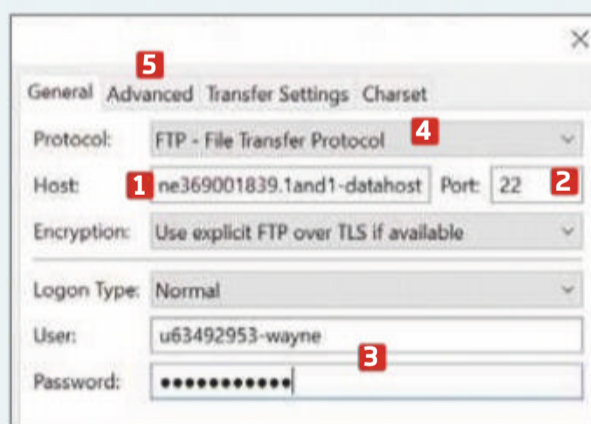 5
General Advanced Transfer Settings Charset
Protocol: FTP - File Transfer Protocol 4
Host: 1 ne369001839.1and1-datahost Port: 22 2
Encryption: Use explicit FTP over TLS if available
Logon Type: Normal
User: u63492953-wayne
3
Password: •••••••••••